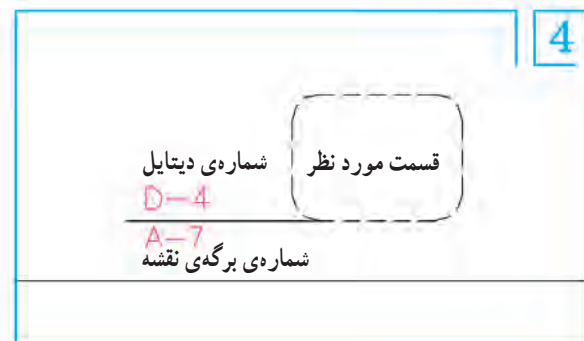 4
قسمت مورد نظر
شماره‌ی دیتایل
D-4
A-7
شماره‌ی برگه‌ی نقشه